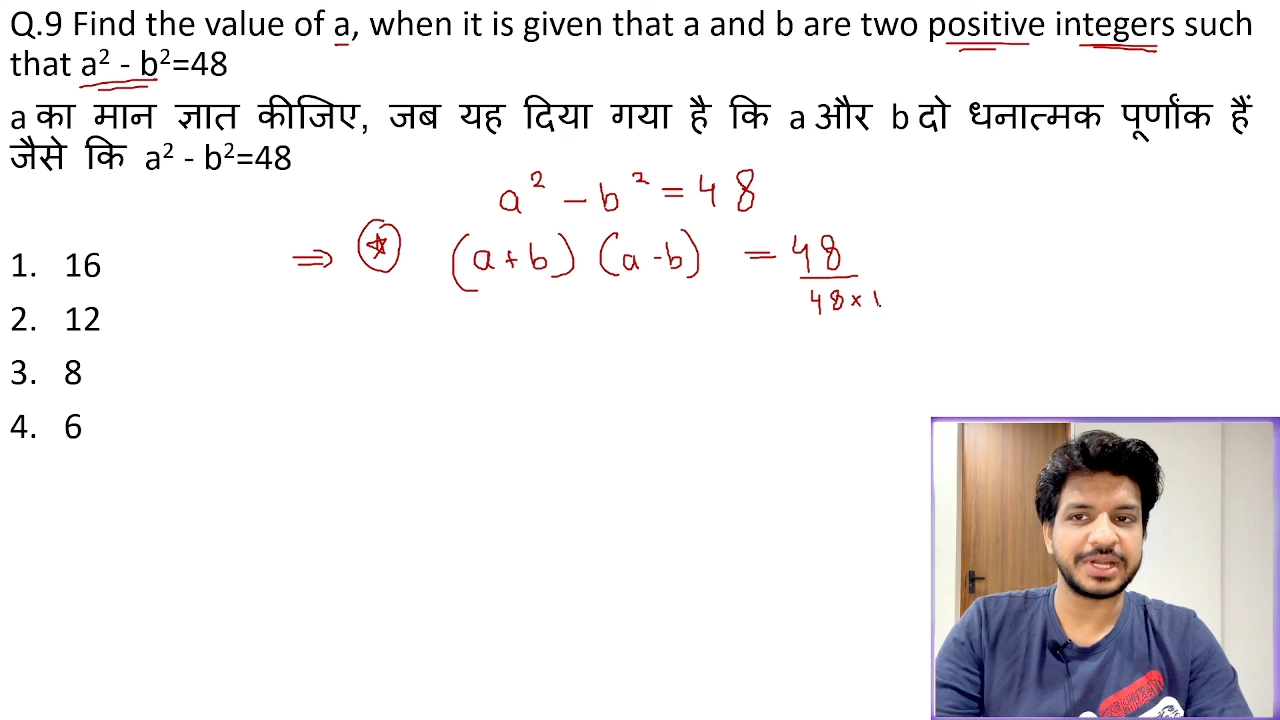 Q.9 Find the value of a, when it is given that a and b are two positive integers such
that a² - b²=48
a का मान ज्ञात कीजिए, जब यह दिया गया है कि a और b दो धनात्मक पूर्णांक हैं
जैसे कि a² - b²=48
a² - b² = 48
⇒ (a+b) (a-b) = 48
48×1
1. 16
2. 12
3. 8
4. 6